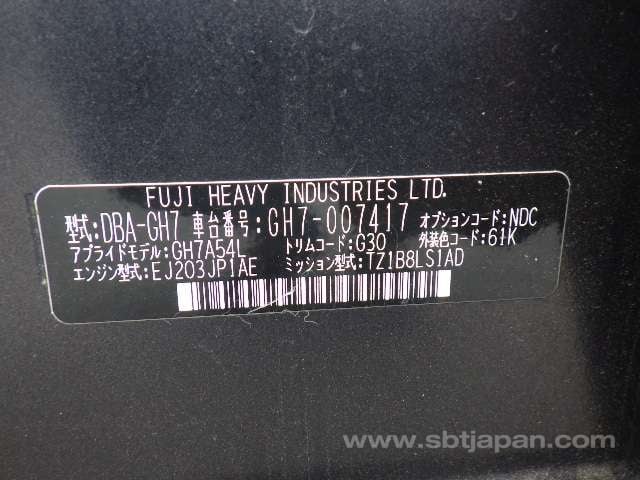 FUJI HEAVY INDUSTRIES LTD.
型式:DBA-GH7 車台番号:GH7-007417 オプションコード:NDC
アプライドモデル:GH7A54L トリムコード:G30 外装色コード:61K
エンジン型式:EJ203JP1AE ミッション型式:TZ1B8LS1AD
www.sbtjapan.com